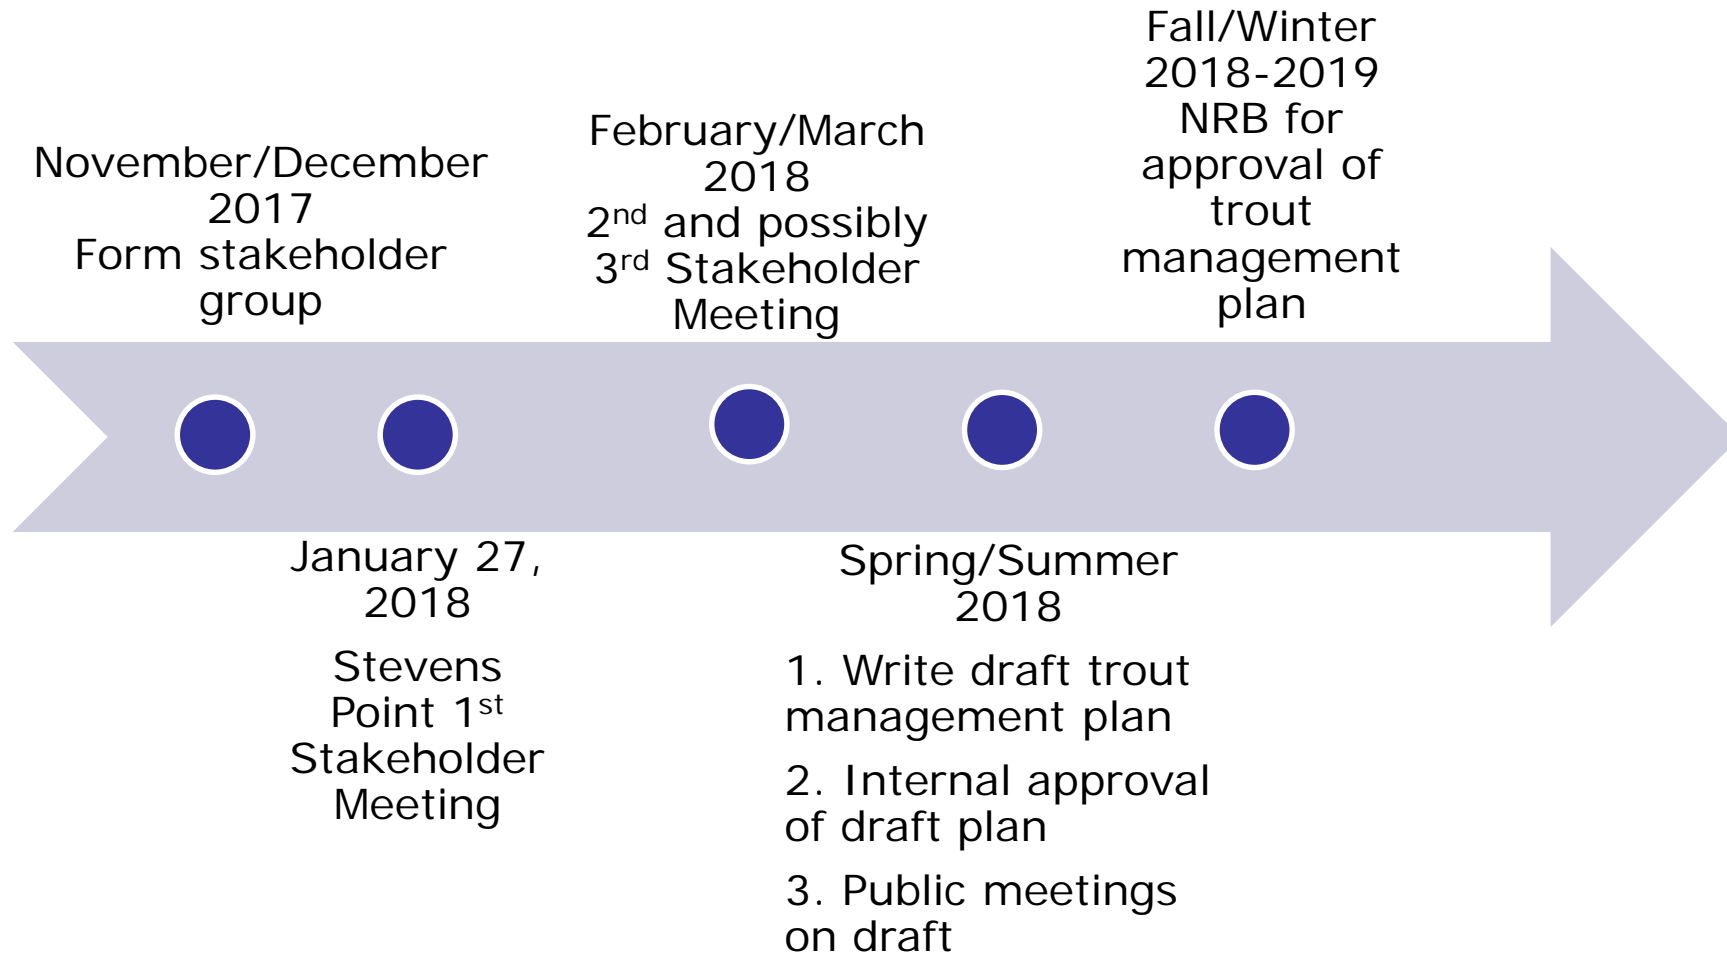 November/December
2017
Form stakeholder
group
January 27,
2018
Stevens
Point 1st
Stakeholder
Meeting
February/March
2018
2nd and possibly
3rd Stakeholder
Meeting
Spring/Summer
2018
1. Write draft trout
management plan
2. Internal approval
of draft plan
3. Public meetings
on draft
Fall/Winter
2018-2019
NRB for
approval of
trout
management
plan